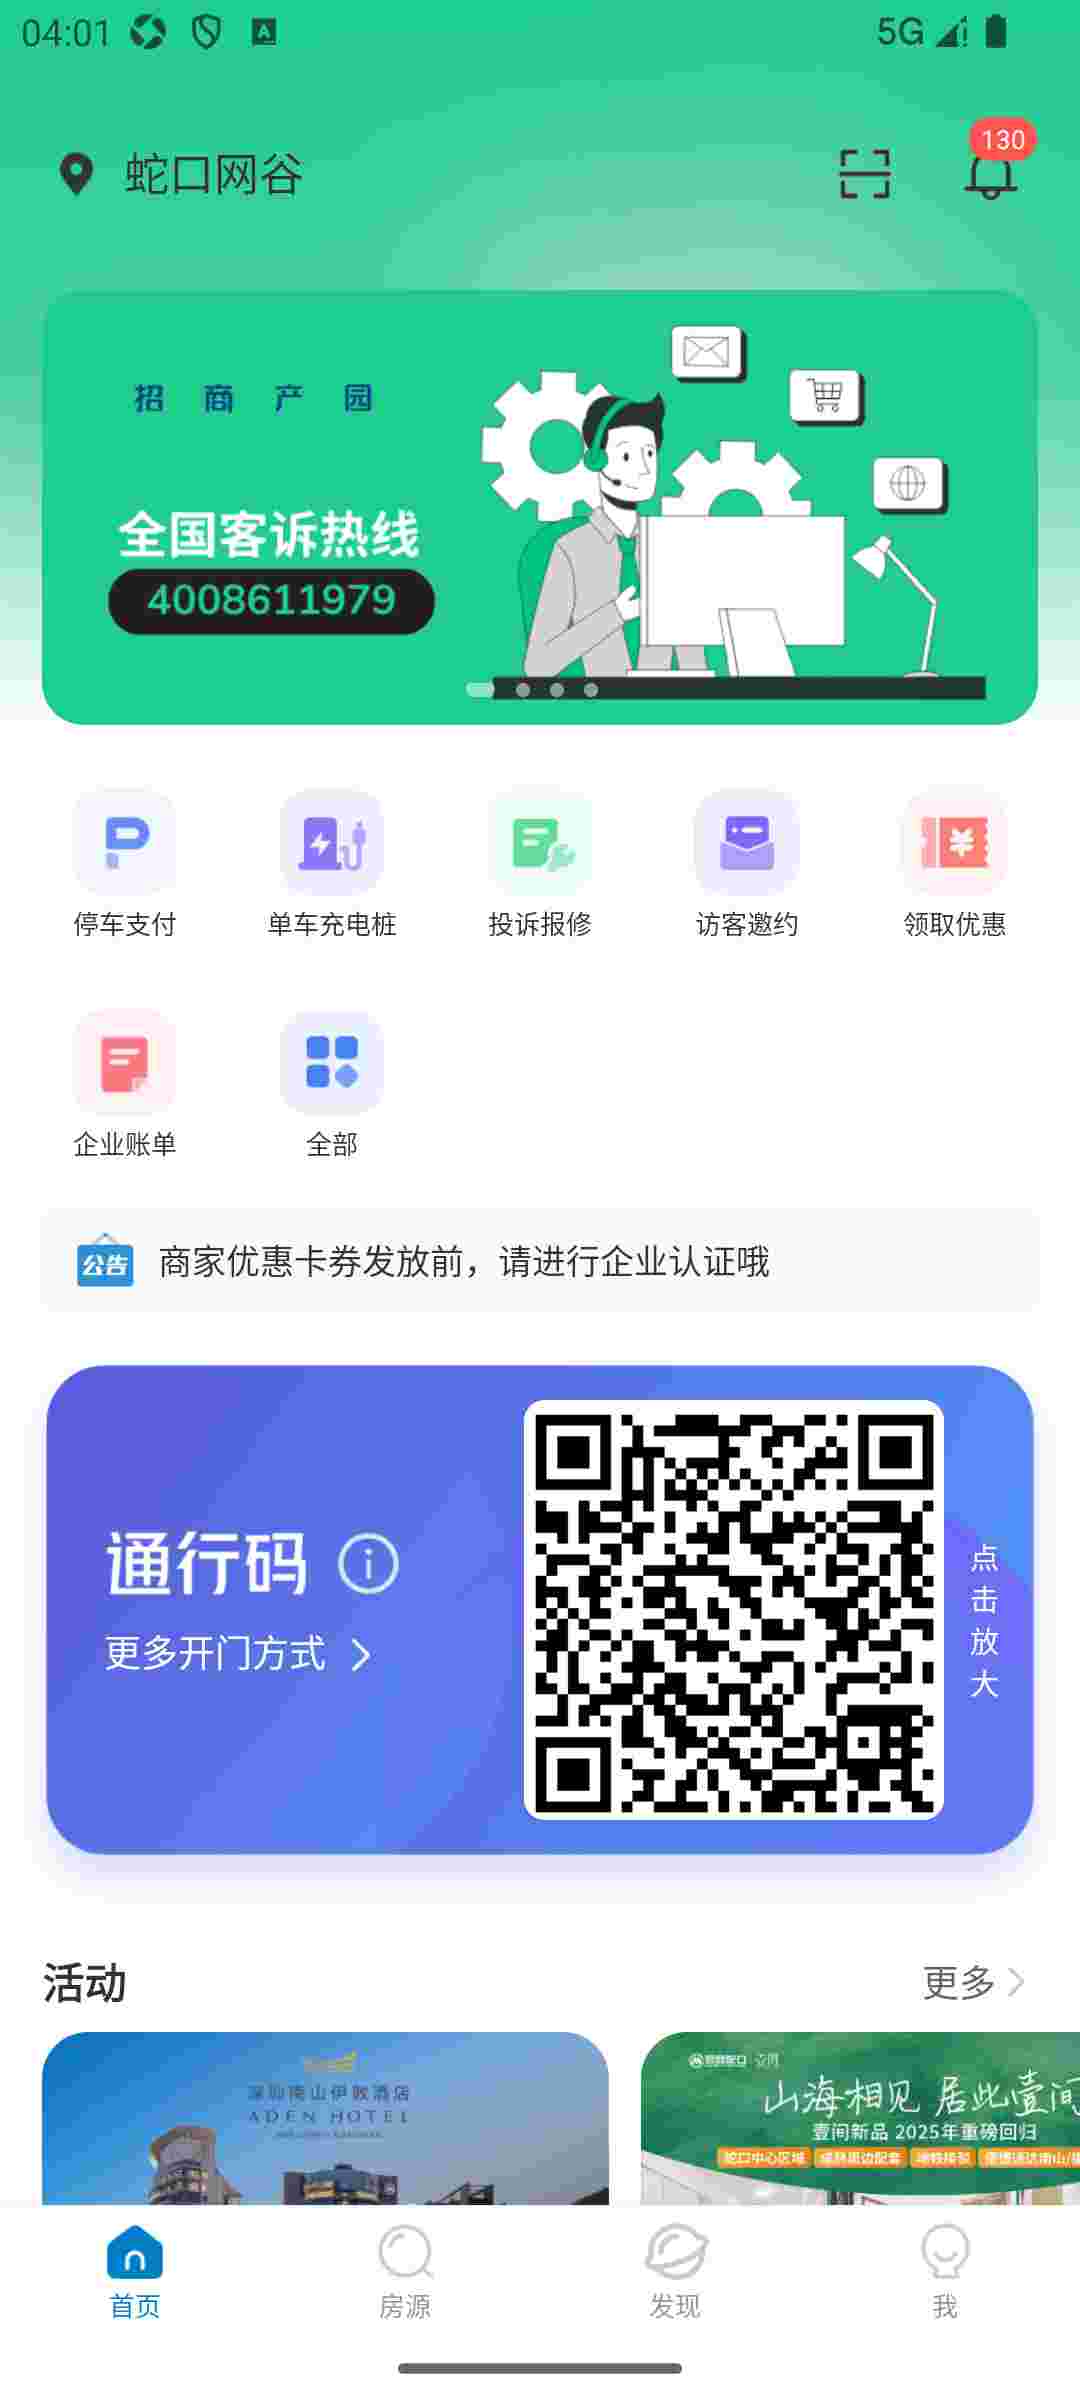 04:01
5G
蛇口网谷
130
招商产园
全国客诉热线
4008611979
停车支付
单车充电桩
投诉报修
访客邀约
领取优惠
企业账单
全部
公告
商家优惠卡券发放前，请进行企业认证哦
通行码
更多开门方式
点击放大
活动
更多
深圳南山伊敦酒店
ADEN HOTEL
壹间
山海相见 居此壹间
壹间新品 2025年重磅回归
蛇口中心区域
首页
房源
发现
我